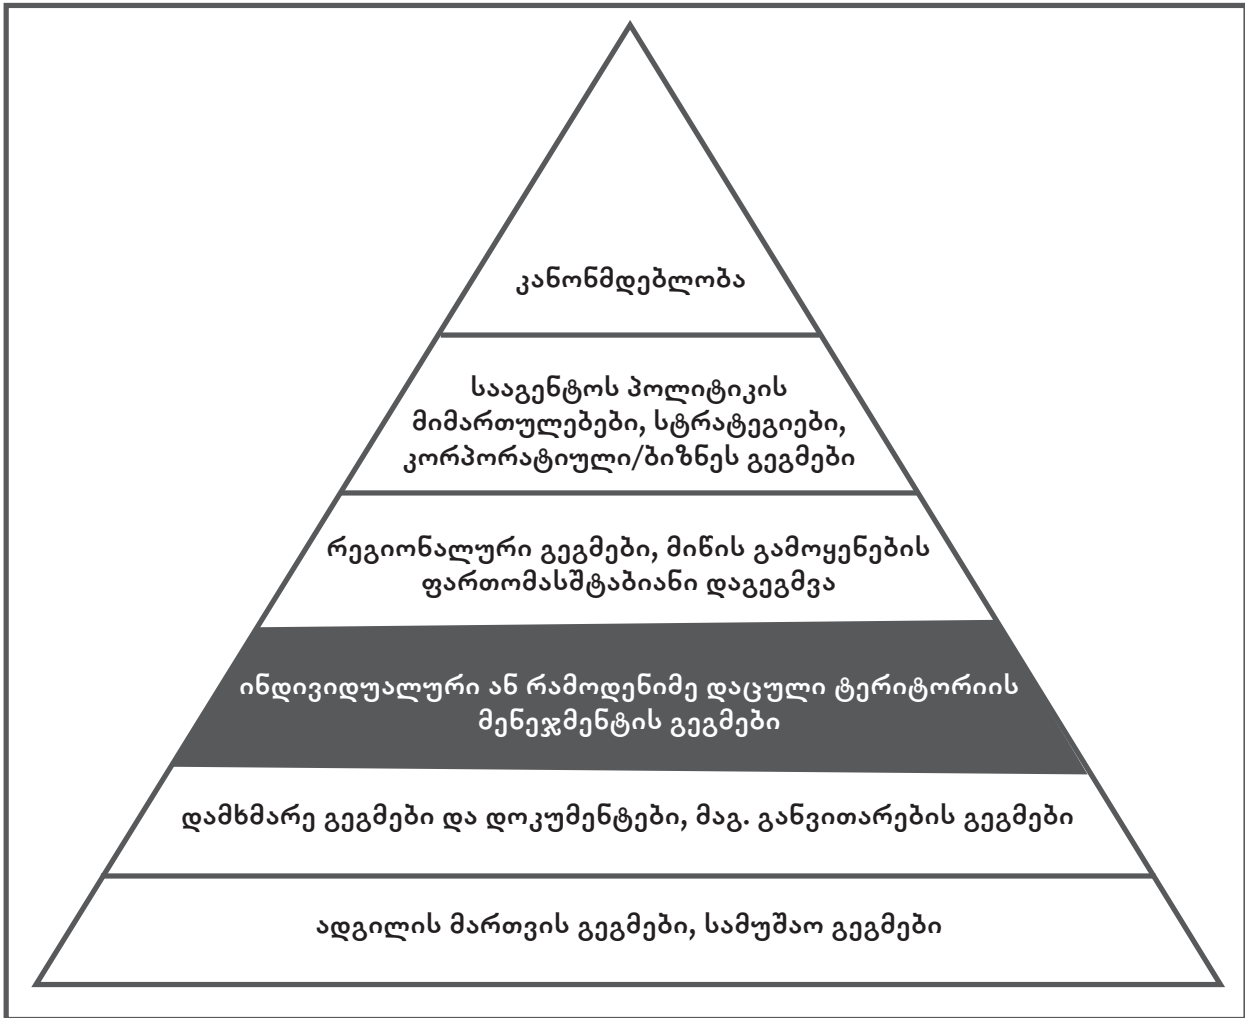 კანონმდებლობა
სააგენტოს პოლიტიკის
მიმართულებები, სტრატეგიები,
კორპორატიული/ბიზნეს გეგმები
რეგიონალური გეგმები, მიწის გამოყენების
ფართომასშტაბიანი დაგეგმვა
ინდივიდუალური ან რამოდენიმე დაცული ტერიტორიის
მენეჯმენტის გეგმები
დამხმარე გეგმები და დოკუმენტები, მაგ. განვითარების გეგმები
ადგილის მართვის გეგმები, სამუშაო გეგმები